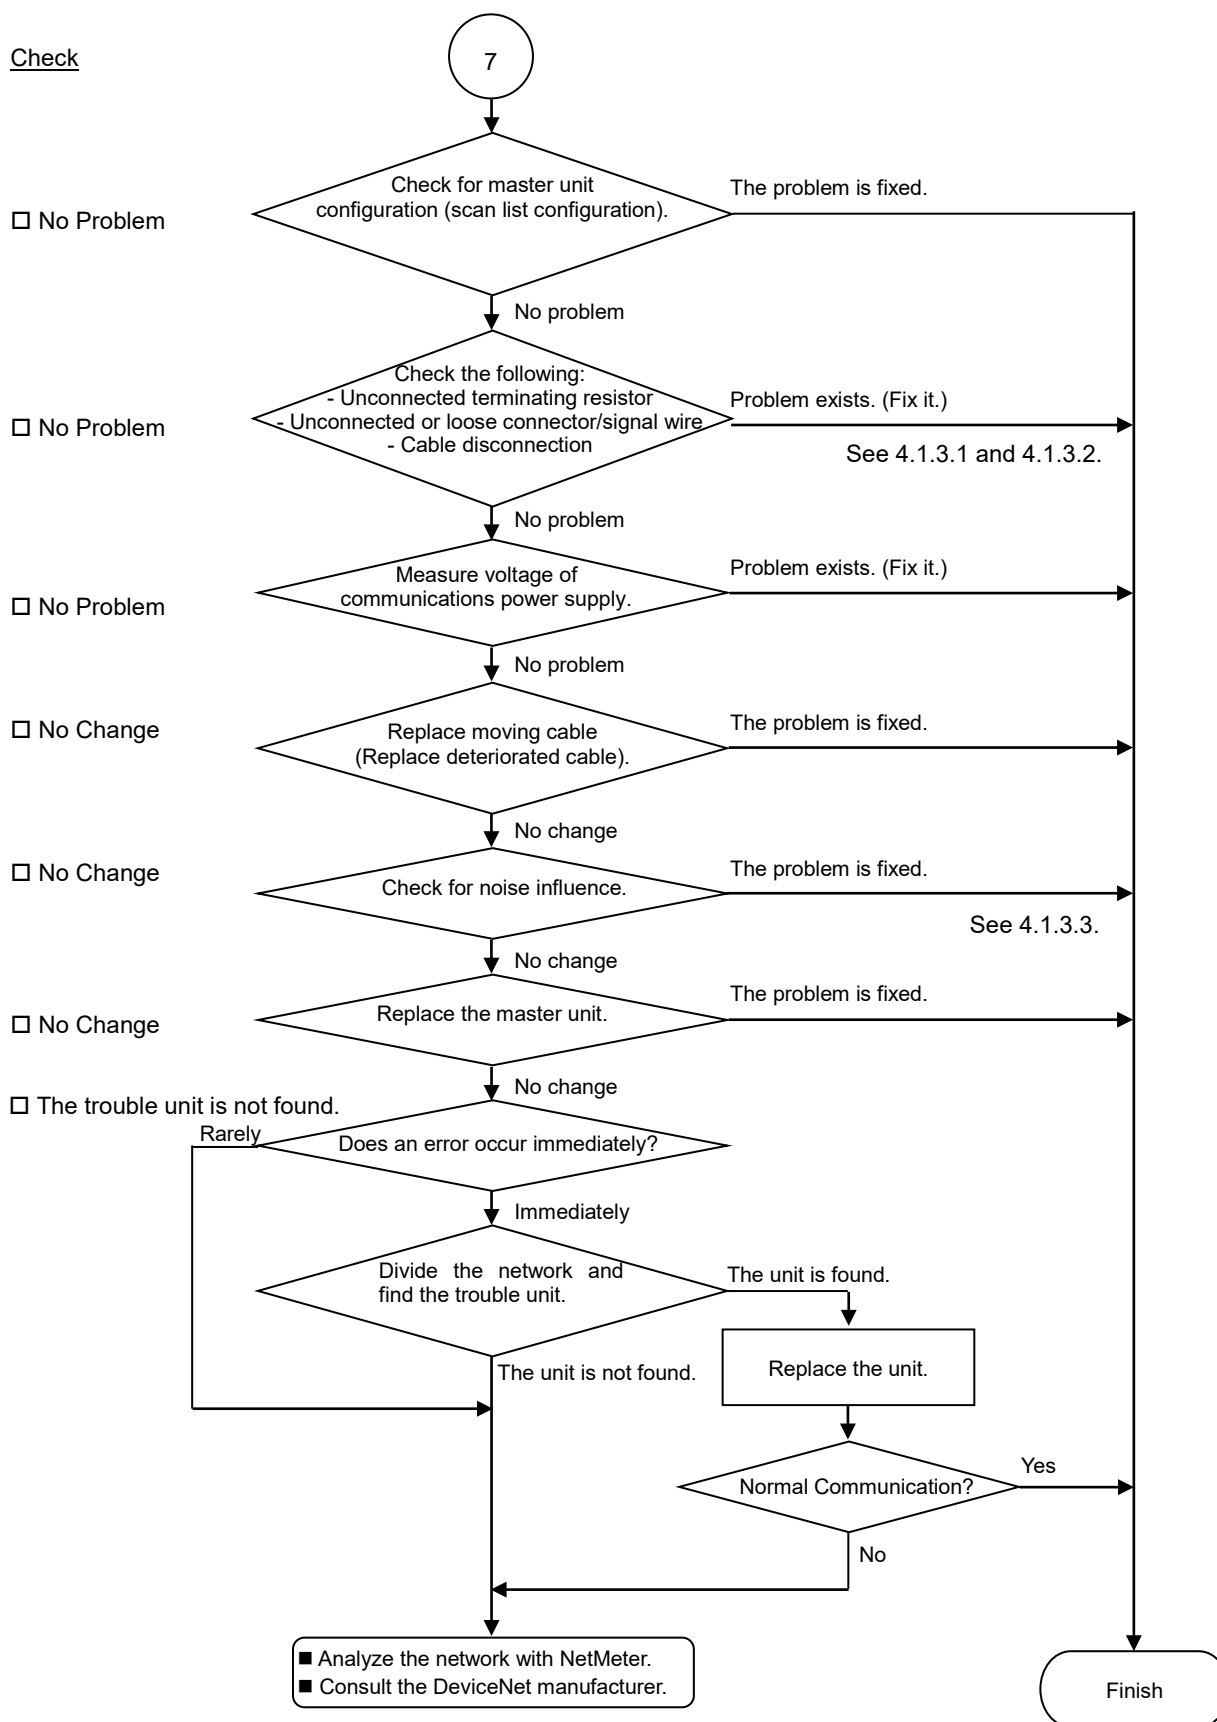 Check
7
Check for master unit
configuration (scan list configuration).
The problem is fixed.
□ No Problem
No problem
Check the following:
- Unconnected terminating resistor
- Unconnected or loose connector/signal wire
- Cable disconnection
Problem exists. (Fix it.)
□ No Problem
See 4.1.3.1 and 4.1.3.2.
No problem
Measure voltage of
communications power supply.
Problem exists. (Fix it.)
□ No Problem
No problem
□ No Change
Replace moving cable
(Replace deteriorated cable).
The problem is fixed.
No change
□ No Change
Check for noise influence.
The problem is fixed.
See 4.1.3.3.
No change
□ No Change
Replace the master unit.
The problem is fixed.
No change
□ The trouble unit is not found.
Rarely
Does an error occur immediately?
Immediately
Divide the network and
find the trouble unit.
The unit is found.
The unit is not found.
Replace the unit.
Normal Communication?
Yes
No
■ Analyze the network with NetMeter.
■ Consult the DeviceNet manufacturer.
Finish